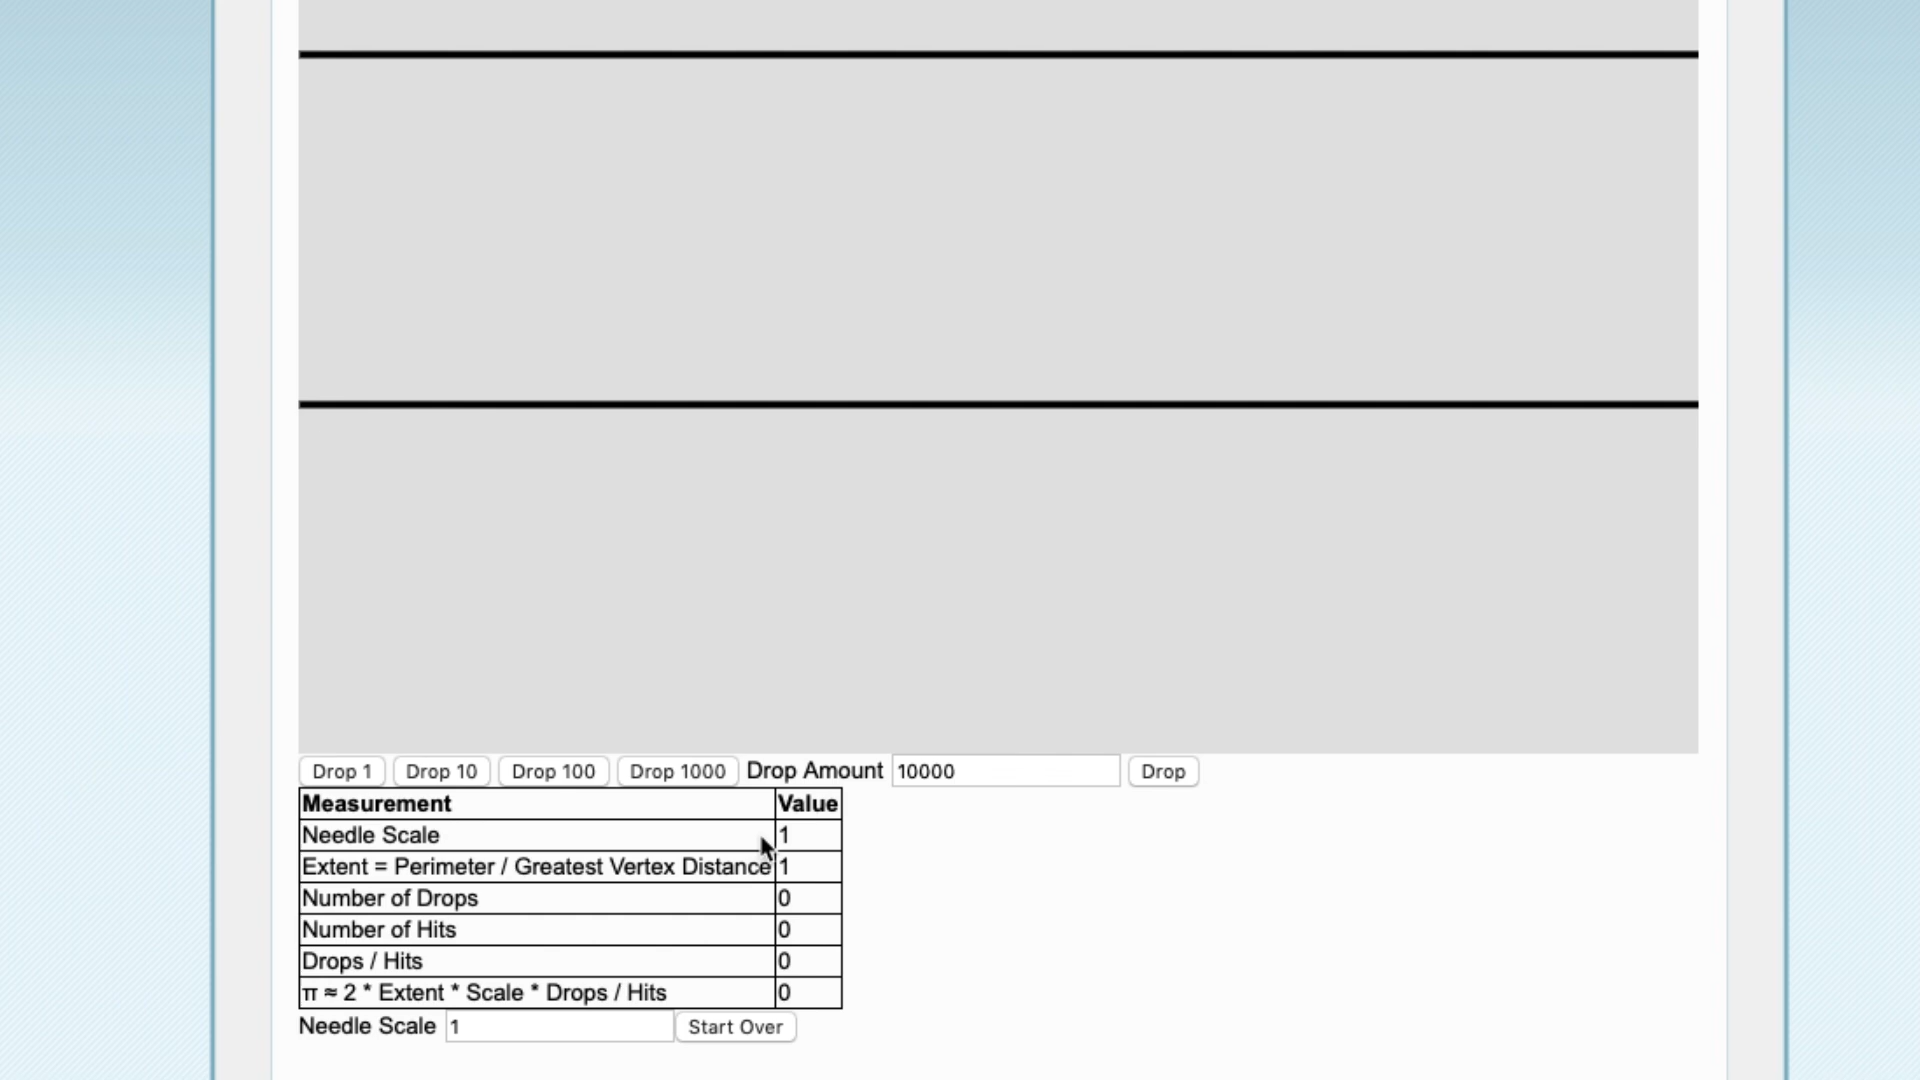 Drop 1 Drop 10 Drop 100 Drop 1000 Drop Amount 10000 Drop
Measurement Value
Needle Scale 1
Extent = Perimeter / Greatest Vertex Distance 1
Number of Drops 0
Number of Hits 0
Drops / Hits 0
π ≈ 2 * Extent * Scale * Drops / Hits 0
Needle Scale 1 Start Over